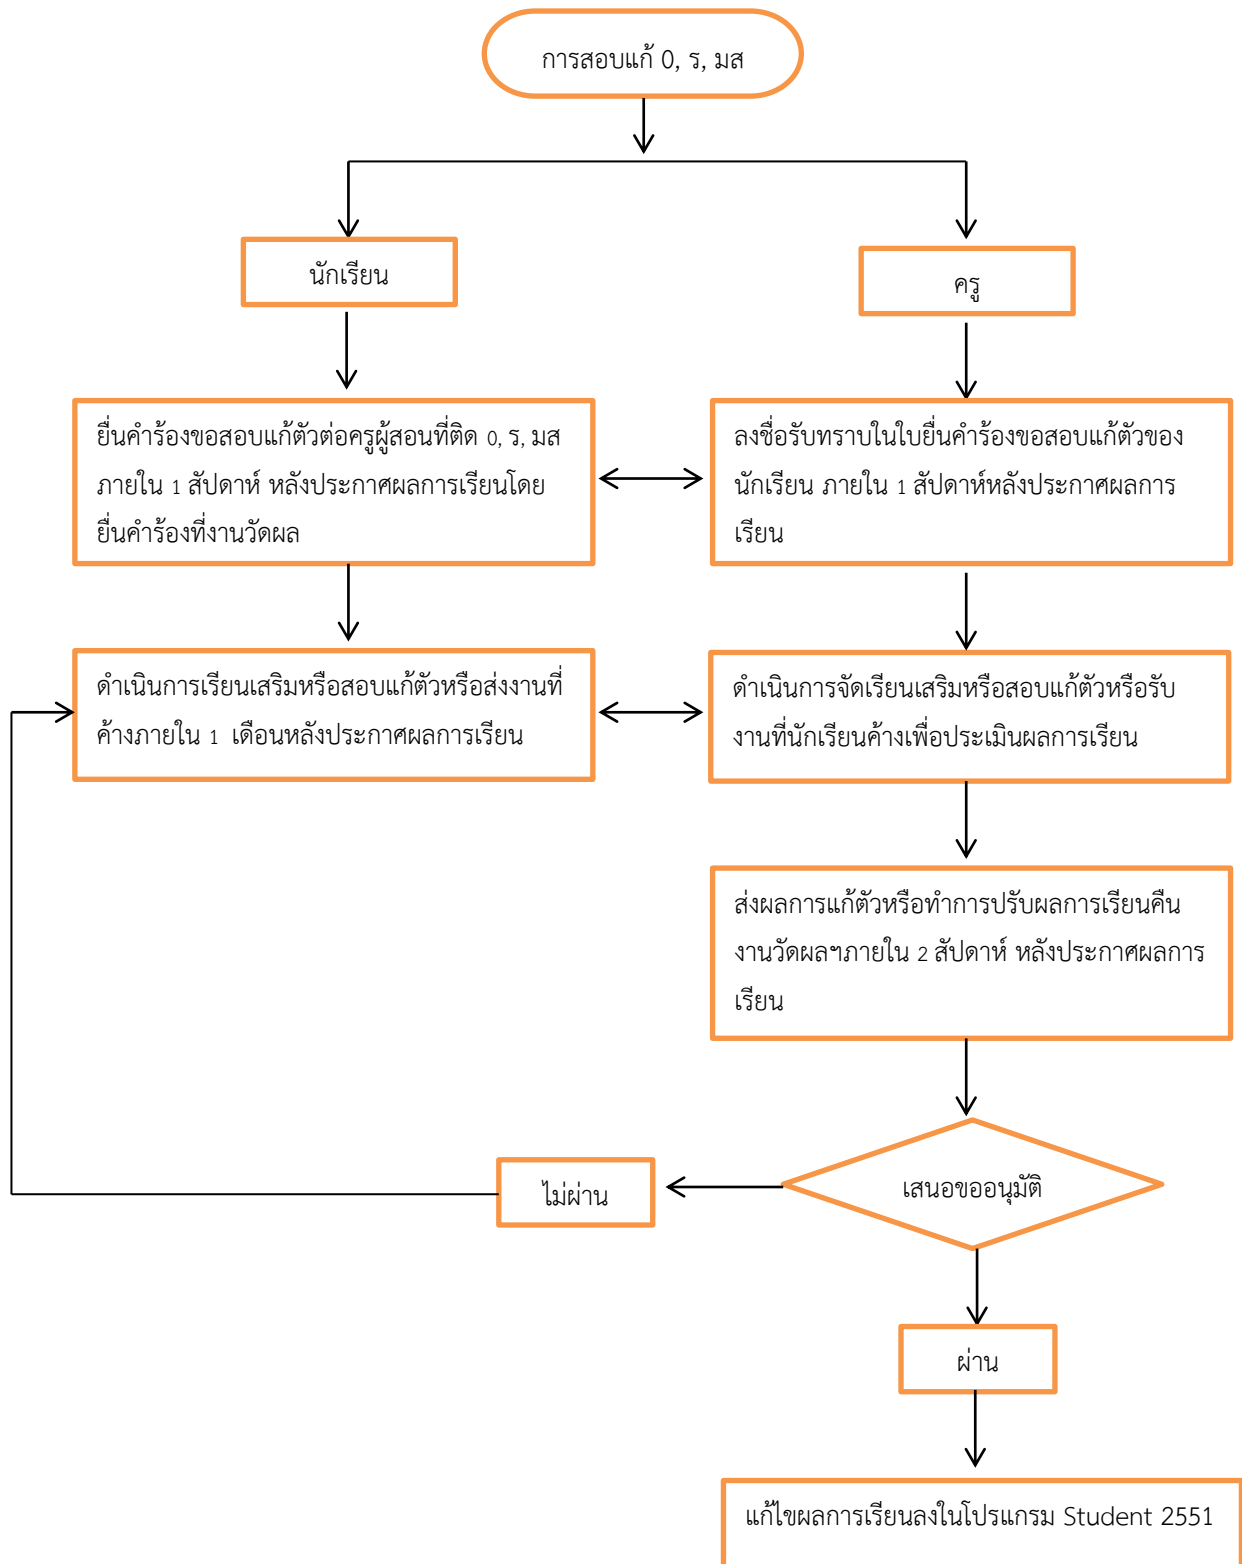 การสอบแก้ 0, ร, มส
นักเรียน
ครู
ยื่นคำร้องขอสอบแก้ตัวต่อครูผู้สอนที่ติด 0, ร, มส
ภายใน 1 สัปดาห์ หลังประกาศผลการเรียนโดย
ยื่นคำร้องที่งานวัดผล
ลงชื่อรับทราบในใบยื่นคำร้องขอสอบแก้ตัวของ
นักเรียน ภายใน 1 สัปดาห์หลังประกาศผลการ
เรียน
ดำเนินการเรียนเสริมหรือสอบแก้ตัวหรือส่งงานที่
ค้างภายใน 1 เดือนหลังประกาศผลการเรียน
ดำเนินการจัดเรียนเสริมหรือสอบแก้ตัวหรือรับ
งานที่นักเรียนค้างเพื่อประเมินผลการเรียน
ส่งผลการแก้ตัวหรือทำการปรับผลการเรียนคืน
งานวัดผลฯภายใน 2 สัปดาห์ หลังประกาศผลการ
เรียน
ไม่ผ่าน
เสนอขออนุมัติ
ผ่าน
แก้ไขผลการเรียนลงในโปรแกรม Student 2551